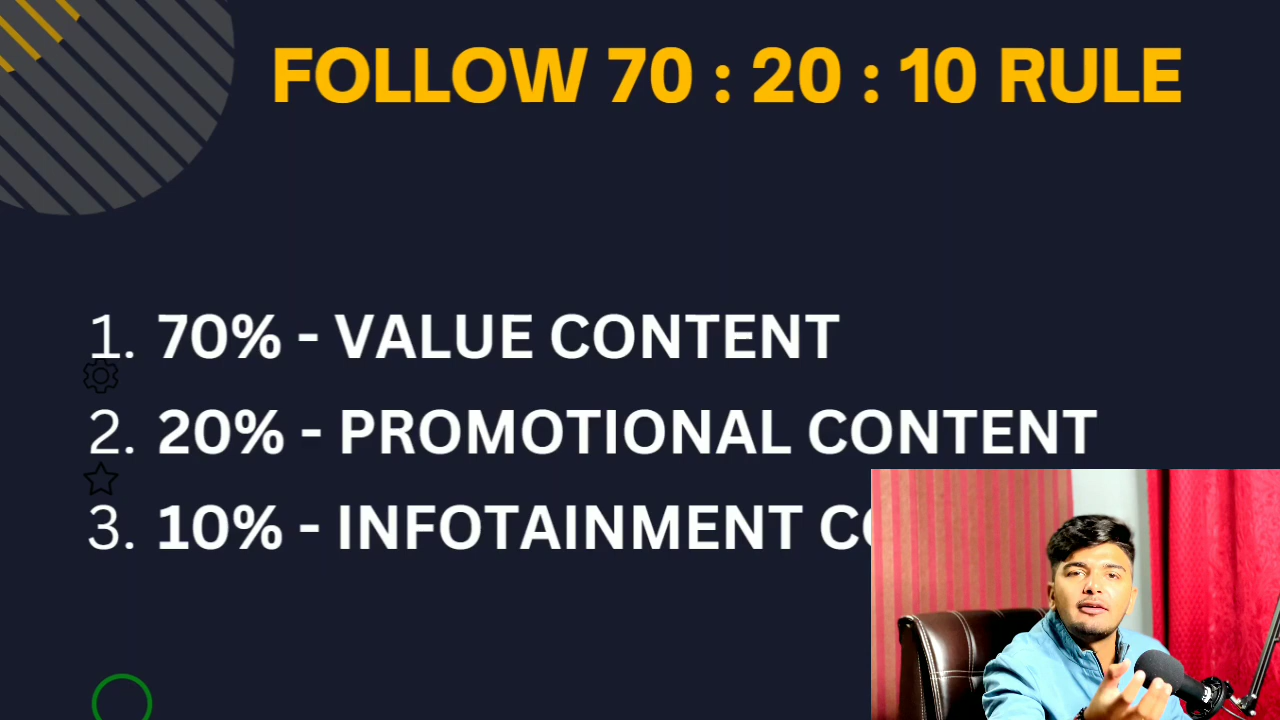 FOLLOW 70 : 20 : 10 RULE
1. 70% - VALUE CONTENT
2. 20% - PROMOTIONAL CONTENT
3. 10% - INFOTAINMENT